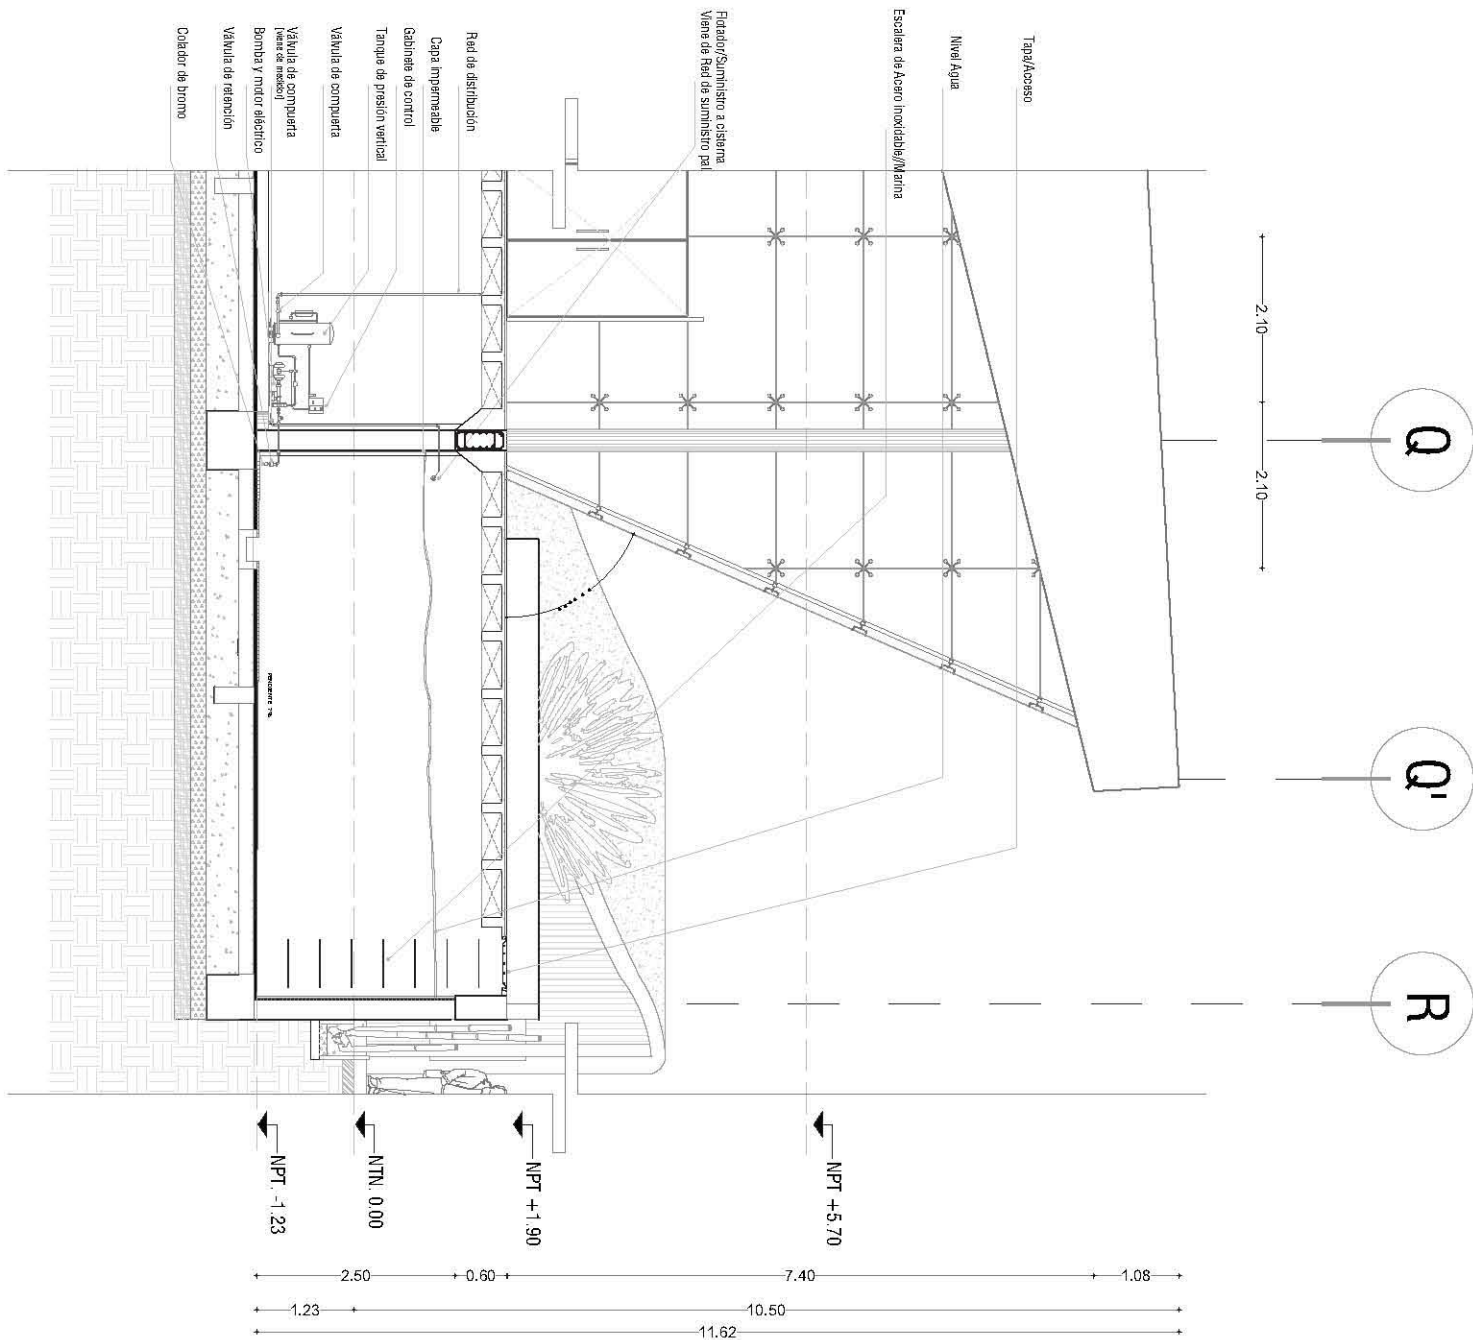 Q
Q'
R
2.10
2.10
Tapa/Acceso
Nivel Agua
Escalera de Acero inoxidable//Marina
Flotador/Suministro a cisterna
Viene de Red de suministro pal
Red de distribución
Capa impermeable
Gabinete de control
Tanque de presión vertical
Válvula de compuerta
Válvula de compuerta
[viene de medidor]
Bomba y motor eléctrico
Válvula de retención
Colador de bromo
PENDIENTE 1%
NPT +5.70
NPT +1.90
NTN. 0.00
NPT. -1.23
1.08
7.40
0.60
2.50
10.50
1.23
11.62